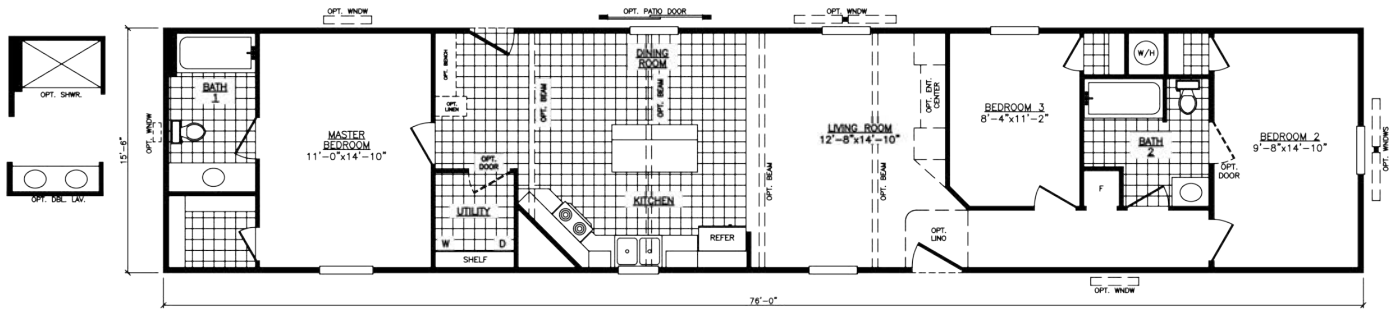 OPT. WNDW
OPT. PATIO DOOR
OPT. WNDW
OPT. SHWR.
OPT. DBL. LAV.
OPT. WNDW
15'-6"
BATH
1
MASTER
BEDROOM
11'-0"x14'-10"
OPT. BENCH
OPT.
LINEN
OPT.
DOOR
UTILITY
W
D
SHELF
OPT. BEAM
DINING
ROOM
OPT. BEAM
KITCHEN
REFER
OPT. BEAM
LIVING ROOM
12'-8"x14'-10"
OPT. BEAM
OPT. ENT.
CENTER
OPT.
LINO
BEDROOM 3
8'-4"x11'-2"
W/H
BATH
2
F
OPT.
DOOR
BEDROOM 2
9'-8"x14'-10"
OPT. WNDWS
OPT. WNDW
76'-0"